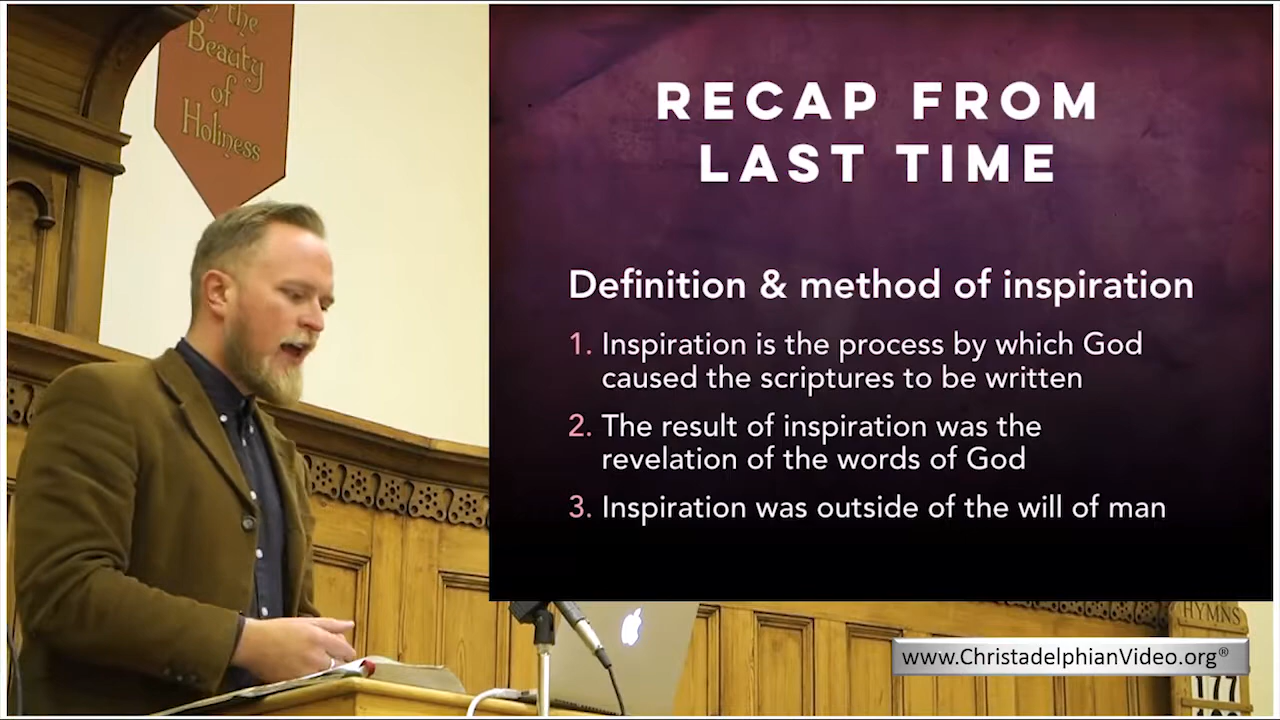 in the
Beauty
of
Holiness
RECAP FROM
LAST TIME
Definition & method of inspiration
1. Inspiration is the process by which God
caused the scriptures to be written
2. The result of inspiration was the
revelation of the words of God
3. Inspiration was outside of the will of man
HYMNS
www.ChristadelphianVideo.org®
177